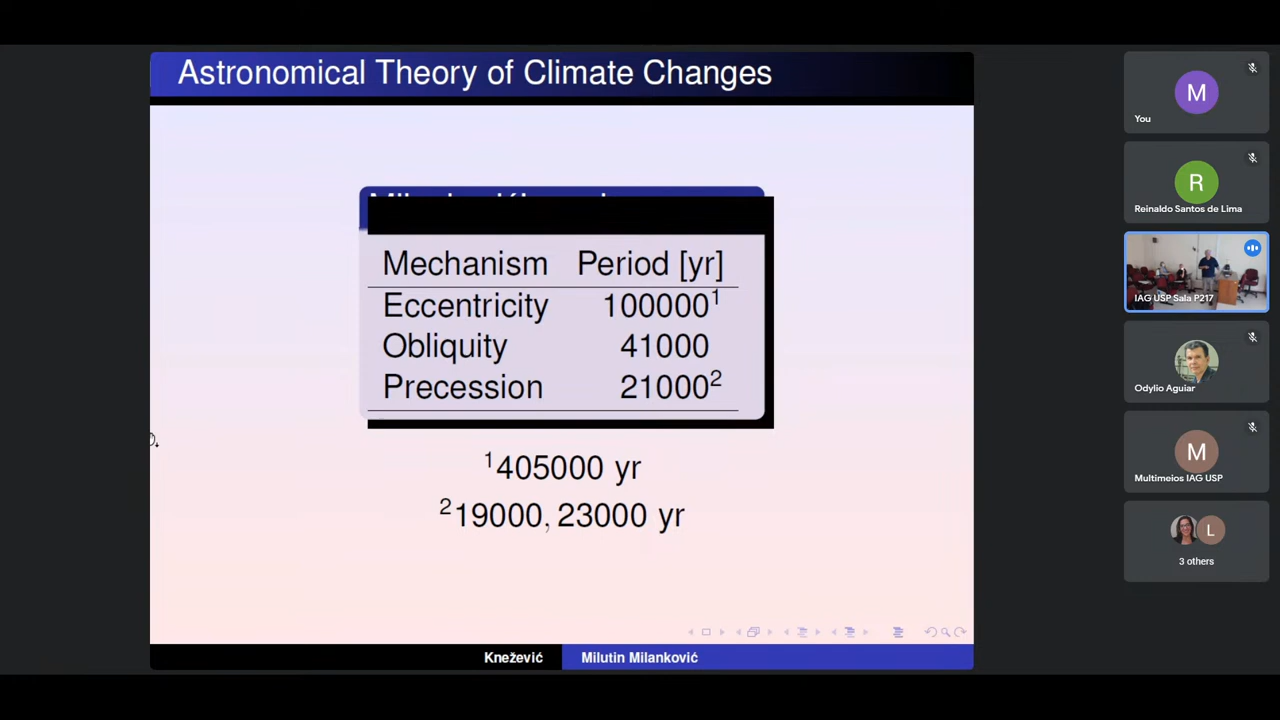 Astronomical Theory of Climate Changes
Mechanism Period [yr]
Eccentricity 100000¹
Obliquity 41000
Precession 21000²
¹405000 yr
²19000, 23000 yr
Knežević Milutin Milanković
M
You
R
Reinaldo Santos de Lima
IAG USP Sala P217
Odylio Aguiar
M
Multimeios IAG USP
L
3 others